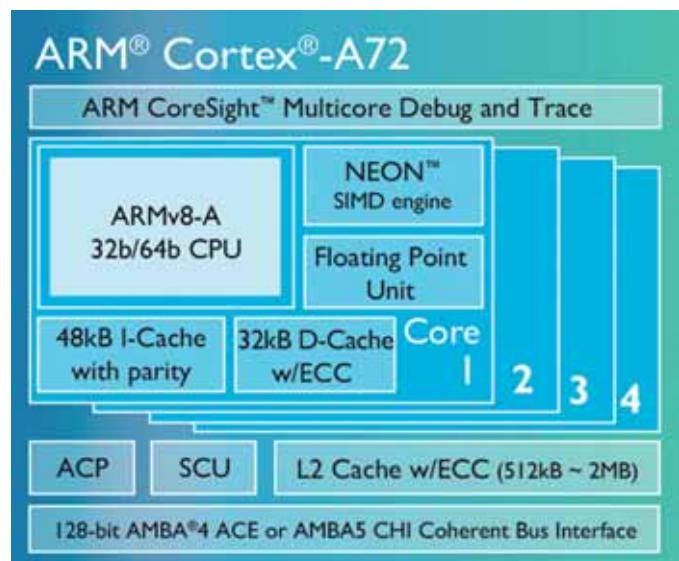 ARM® Cortex®-A72
ARM CoreSight™ Multicore Debug and Trace
ARMv8-A
32b/64b CPU
NEON™
SIMD engine
Floating Point
Unit
48kB I-Cache
with parity
32kB D-Cache
w/ECC
Core
1
2
3
4
ACP
SCU
L2 Cache w/ECC (512kB ~ 2MB)
128-bit AMBA®4 ACE or AMBA5 CHI Coherent Bus Interface